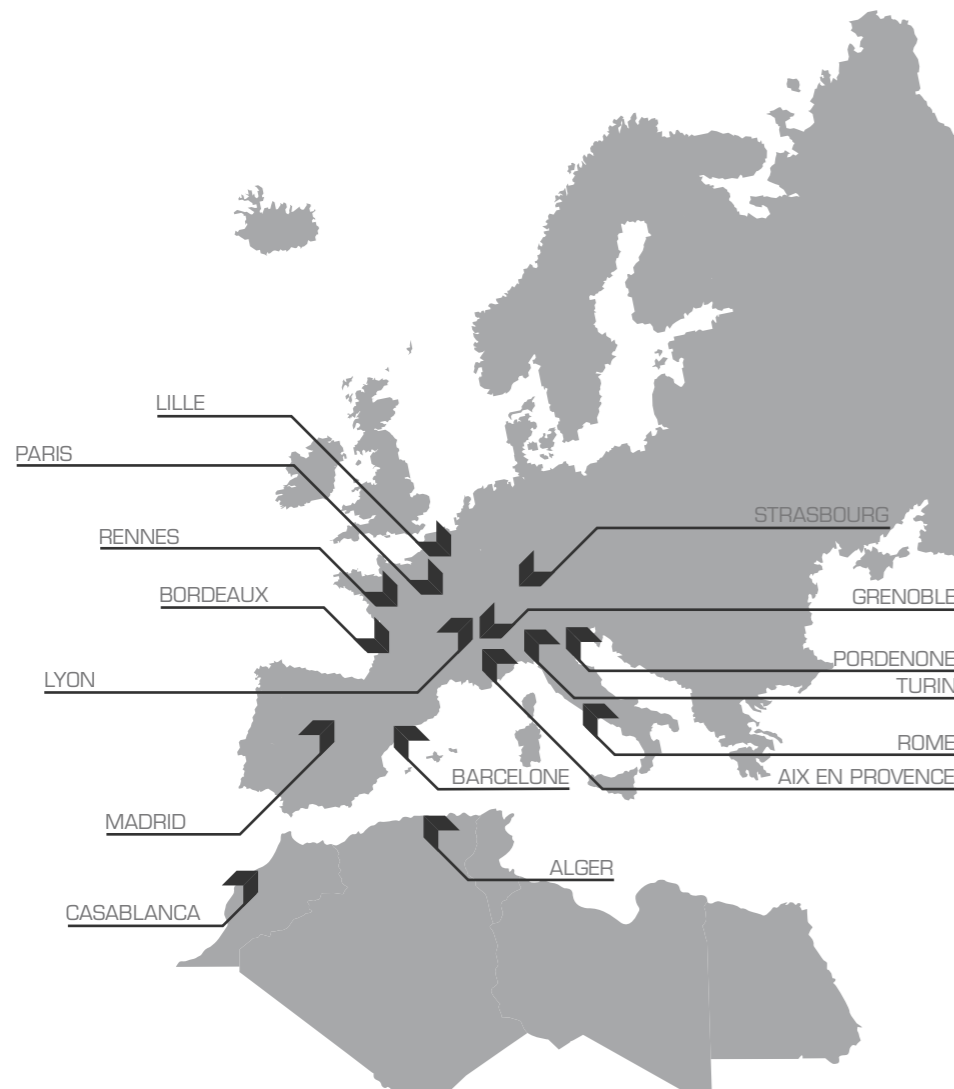 LILLE
PARIS
STRASBOURG
RENNES
BORDEAUX
GRENOBLE
PORDENONE
LYON
TURIN
ROME
BARCELONE
AIX EN PROVENCE
MADRID
ALGER
CASABLANCA